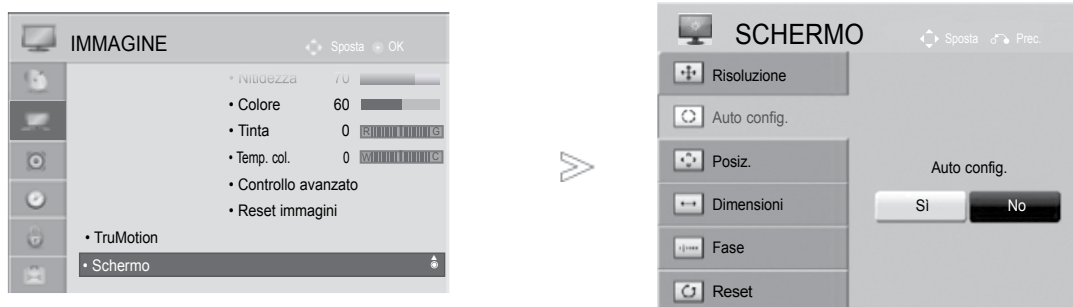 IMMAGINE
Sposta OK
• Nitidezza 70
• Colore 60
• Tinta 0 R G
• Temp. col. 0 W C
• Controllo avanzato
• Reset immagini
• TruMotion
• Schermo
SCHERMO
Sposta Prec.
Risoluzione
Auto config.
Posiz.
Dimensioni
Fase
Reset
Auto config.
Sì No